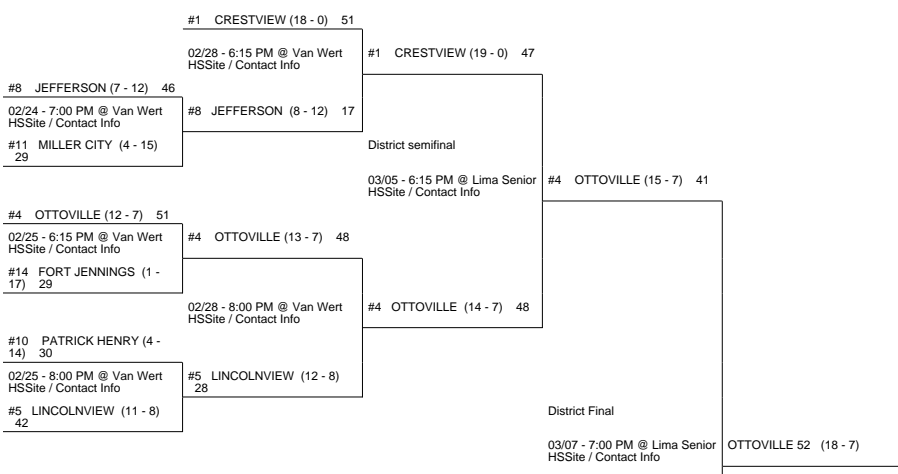 #1 CRESTVIEW (18 - 0) 51
02/28 - 6:15 PM @ Van Wert
HSSite / Contact Info
#1 CRESTVIEW (19 - 0) 47
#8 JEFFERSON (7 - 12) 46
02/24 - 7:00 PM @ Van Wert
HSSite / Contact Info
#8 JEFFERSON (8 - 12) 17
#11 MILLER CITY (4 - 15)
29
District semifinal
03/05 - 6:15 PM @ Lima Senior
HSSite / Contact Info
#4 OTTOVILLE (15 - 7) 41
#4 OTTOVILLE (12 - 7) 51
02/25 - 6:15 PM @ Van Wert
HSSite / Contact Info
#4 OTTOVILLE (13 - 7) 48
#14 FORT JENNINGS (1 -
17) 29
02/28 - 8:00 PM @ Van Wert
HSSite / Contact Info
#4 OTTOVILLE (14 - 7) 48
#10 PATRICK HENRY (4 -
14) 30
02/25 - 8:00 PM @ Van Wert
HSSite / Contact Info
#5 LINCOLNVIEW (12 - 8)
28
#5 LINCOLNVIEW (11 - 8)
42
District Final
03/07 - 7:00 PM @ Lima Senior
HSSite / Contact Info
OTTOVILLE 52 (18 - 7)